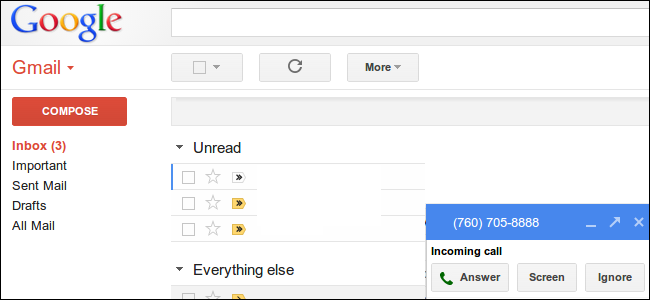 Google
Gmail
More
COMPOSE
Inbox (3)
Important
Sent Mail
Drafts
All Mail
Unread
Everything else
(760) 705-8888
Incoming call
Answer
Screen
Ignore